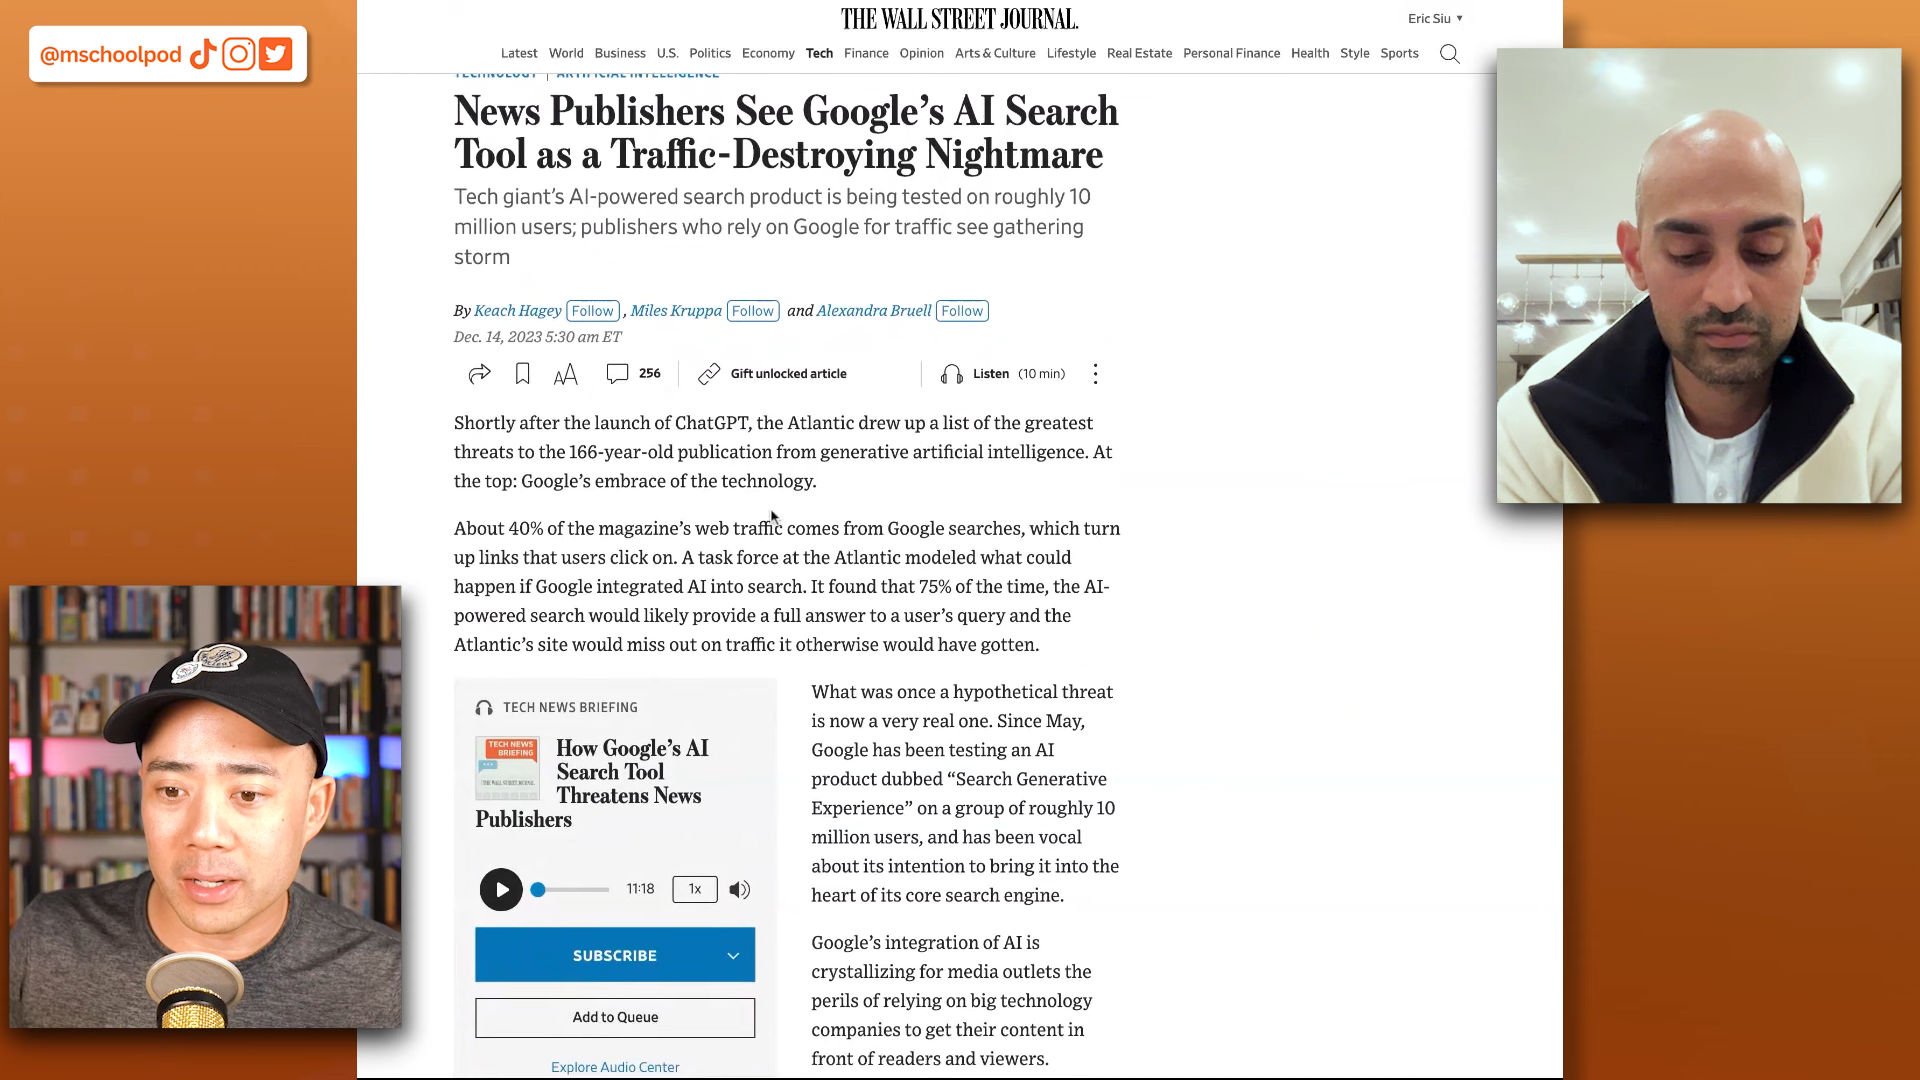 @mschoolpod
THE WALL STREET JOURNAL.
Eric Siu
Latest World Business U.S. Politics Economy Tech Finance Opinion Arts & Culture Lifestyle Real Estate Personal Finance Health Style Sports
TECHNOLOGY | ARTIFICIAL INTELLIGENCE
News Publishers See Google’s AI Search
Tool as a Traffic-Destroying Nightmare
Tech giant’s AI-powered search product is being tested on roughly 10
million users; publishers who rely on Google for traffic see gathering
storm
By Keach Hagey Follow , Miles Kruppa Follow and Alexandra Bruell Follow
Dec. 14, 2023 5:30 am ET
AA 256 Gift unlocked article Listen (10 min)
Shortly after the launch of ChatGPT, the Atlantic drew up a list of the greatest
threats to the 166-year-old publication from generative artificial intelligence. At
the top: Google’s embrace of the technology.
About 40% of the magazine’s web traffic comes from Google searches, which turn
up links that users click on. A task force at the Atlantic modeled what could
happen if Google integrated AI into search. It found that 75% of the time, the AI-
powered search would likely provide a full answer to a user’s query and the
Atlantic’s site would miss out on traffic it otherwise would have gotten.
TECH NEWS BRIEFING
TECH NEWS
BRIEFING
THE WALL STREET JOURNAL
How Google’s AI
Search Tool
Threatens News
Publishers
11:18 1x
SUBSCRIBE
Add to Queue
Explore Audio Center
What was once a hypothetical threat
is now a very real one. Since May,
Google has been testing an AI
product dubbed “Search Generative
Experience” on a group of roughly 10
million users, and has been vocal
about its intention to bring it into the
heart of its core search engine.
Google’s integration of AI is
crystallizing for media outlets the
perils of relying on big technology
companies to get their content in
front of readers and viewers.